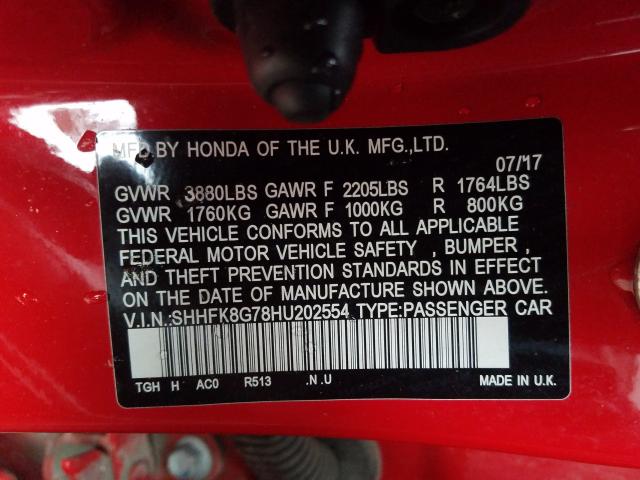 MFD.BY HONDA OF THE U.K. MFG.,LTD.
07/17
GVWR 3880LBS GAWR F 2205LBS R 1764LBS
GVWR 1760KG GAWR F 1000KG R 800KG
THIS VEHICLE CONFORMS TO ALL APPLICABLE
FEDERAL MOTOR VEHICLE SAFETY , BUMPER ,
AND THEFT PREVENTION STANDARDS IN EFFECT
ON THE DATE OF MANUFACTURE SHOWN ABOVE.
V.I.N.:SHHFK8G78HU202554 TYPE:PASSENGER CAR
TGH H AC0 R513 .N .U MADE IN U.K.